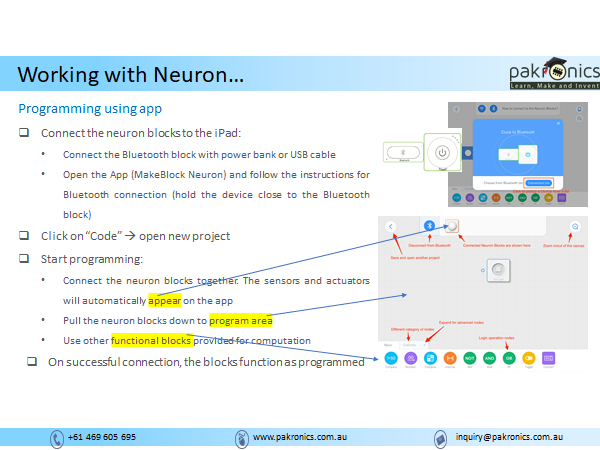 Working with Neuron…
pakronics
Learn, Make and Invent
Programming using app
Connect the neuron blocks to the iPad:
Connect the Bluetooth block with power bank or USB cable
Open the App (MakeBlock Neuron) and follow the instructions for
Bluetooth connection (hold the device close to the Bluetooth
block)
Click on “Code” → open new project
Start programming:
Connect the neuron blocks together. The sensors and actuators
will automatically appear on the app
Pull the neuron blocks down to program area
Use other functional blocks provided for computation
On successful connection, the blocks function as programmed
Close to Bluetooth
Disconnect from Bluetooth
Connected Neuron Blocks are shown here
Zoom in/out of the canvas
Save and open another project
Expand for advanced nodes
Different category of nodes
Logic operation nodes
NOT
AND
OR
+61 469 605 695
www.pakronics.com.au
inquiry@pakronics.com.au